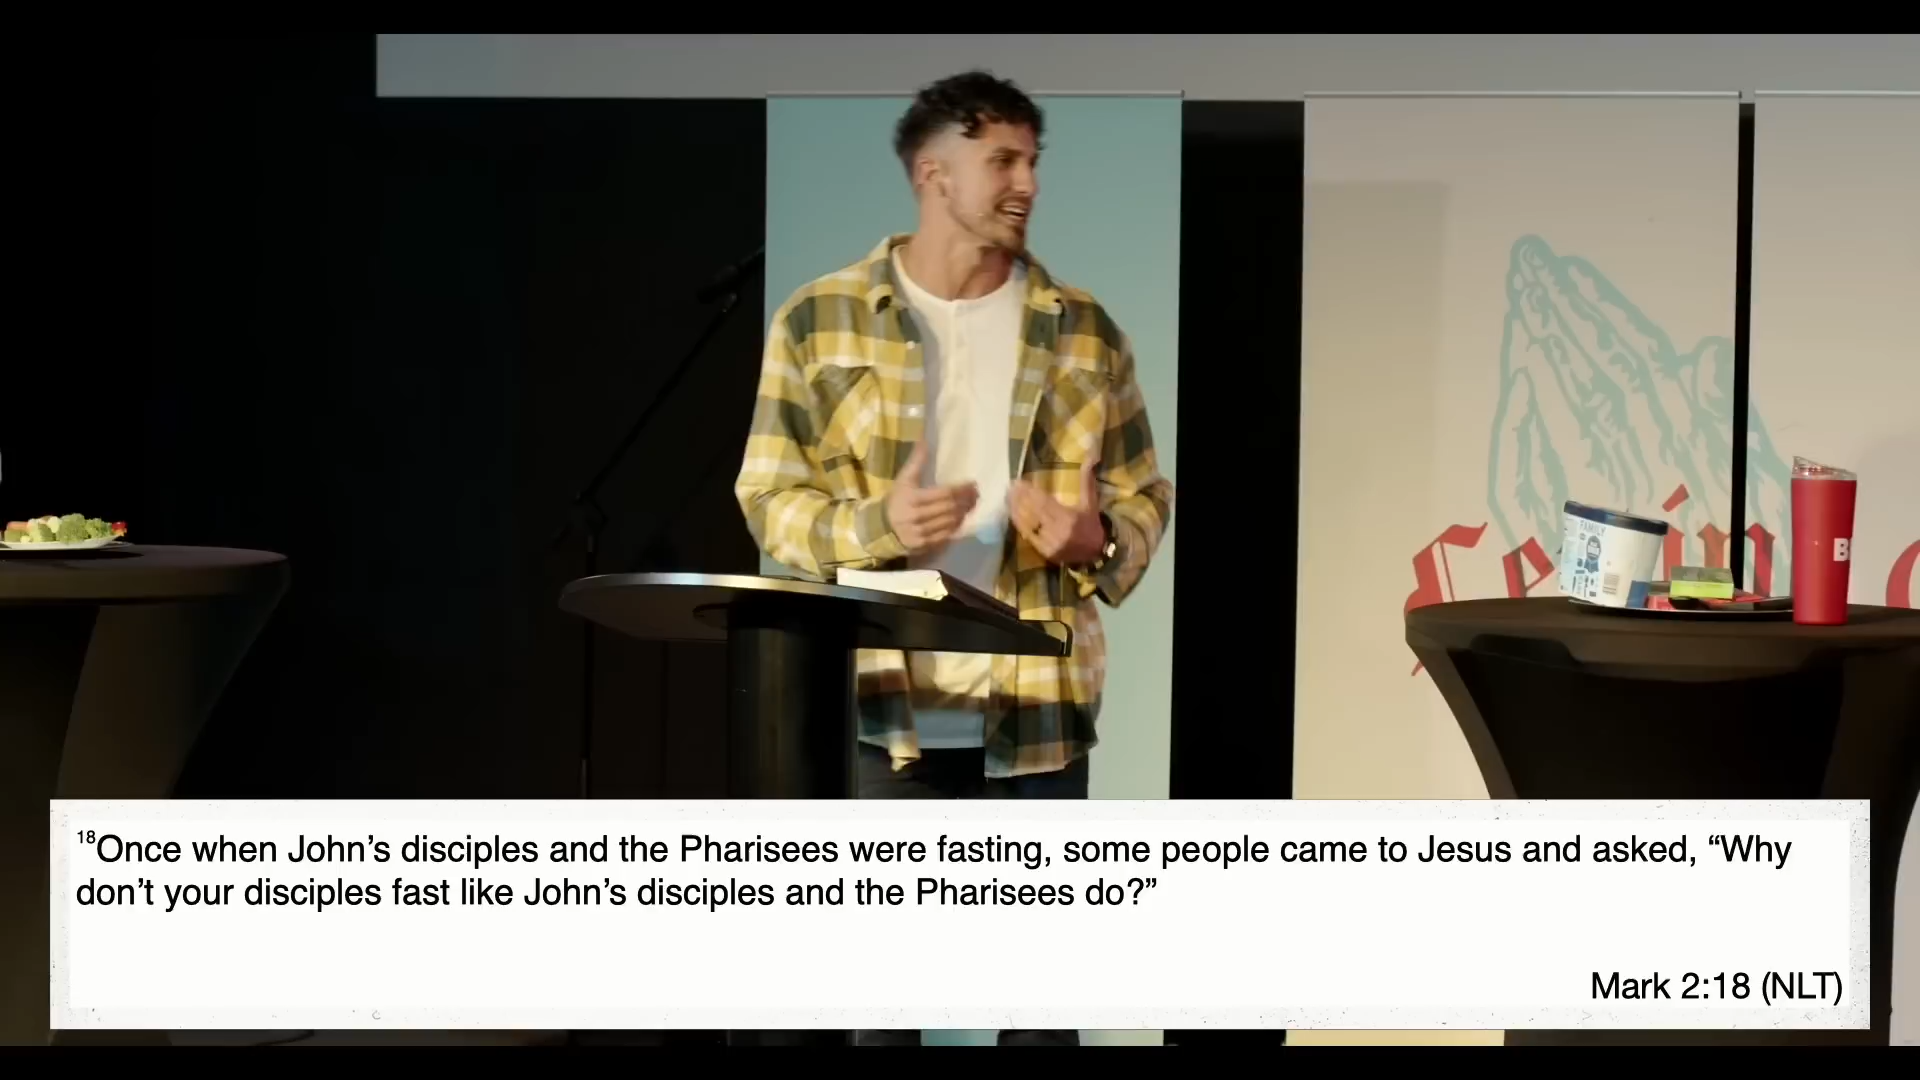 FAMILY
B
¹⁸Once when John’s disciples and the Pharisees were fasting, some people came to Jesus and asked, “Why
don’t your disciples fast like John’s disciples and the Pharisees do?”
Mark 2:18 (NLT)